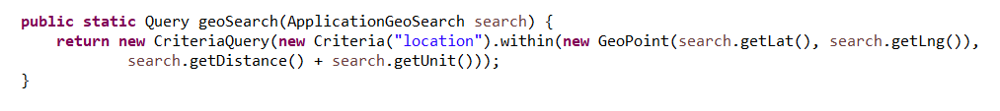 public static Query geoSearch(ApplicationGeoSearch search) {
    return new CriteriaQuery(new Criteria("location").within(new GeoPoint(search.getLat(), search.getLng()),
            search.getDistance() + search.getUnit()));
}